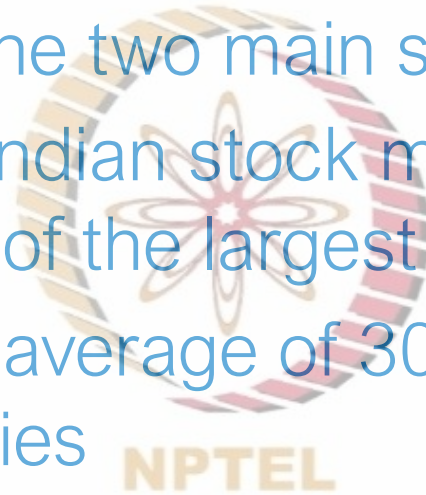 he two main s
ndian stock m
of the largest
average of 30
ies
NPTEL